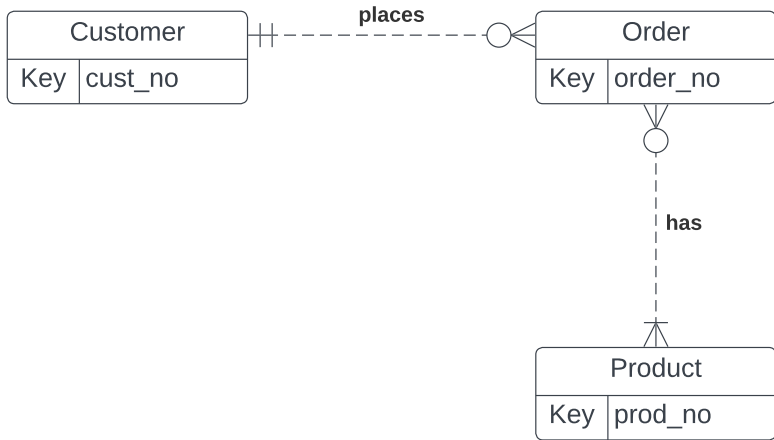 places
Customer
Key cust_no
Order
Key order_no
has
Product
Key prod_no